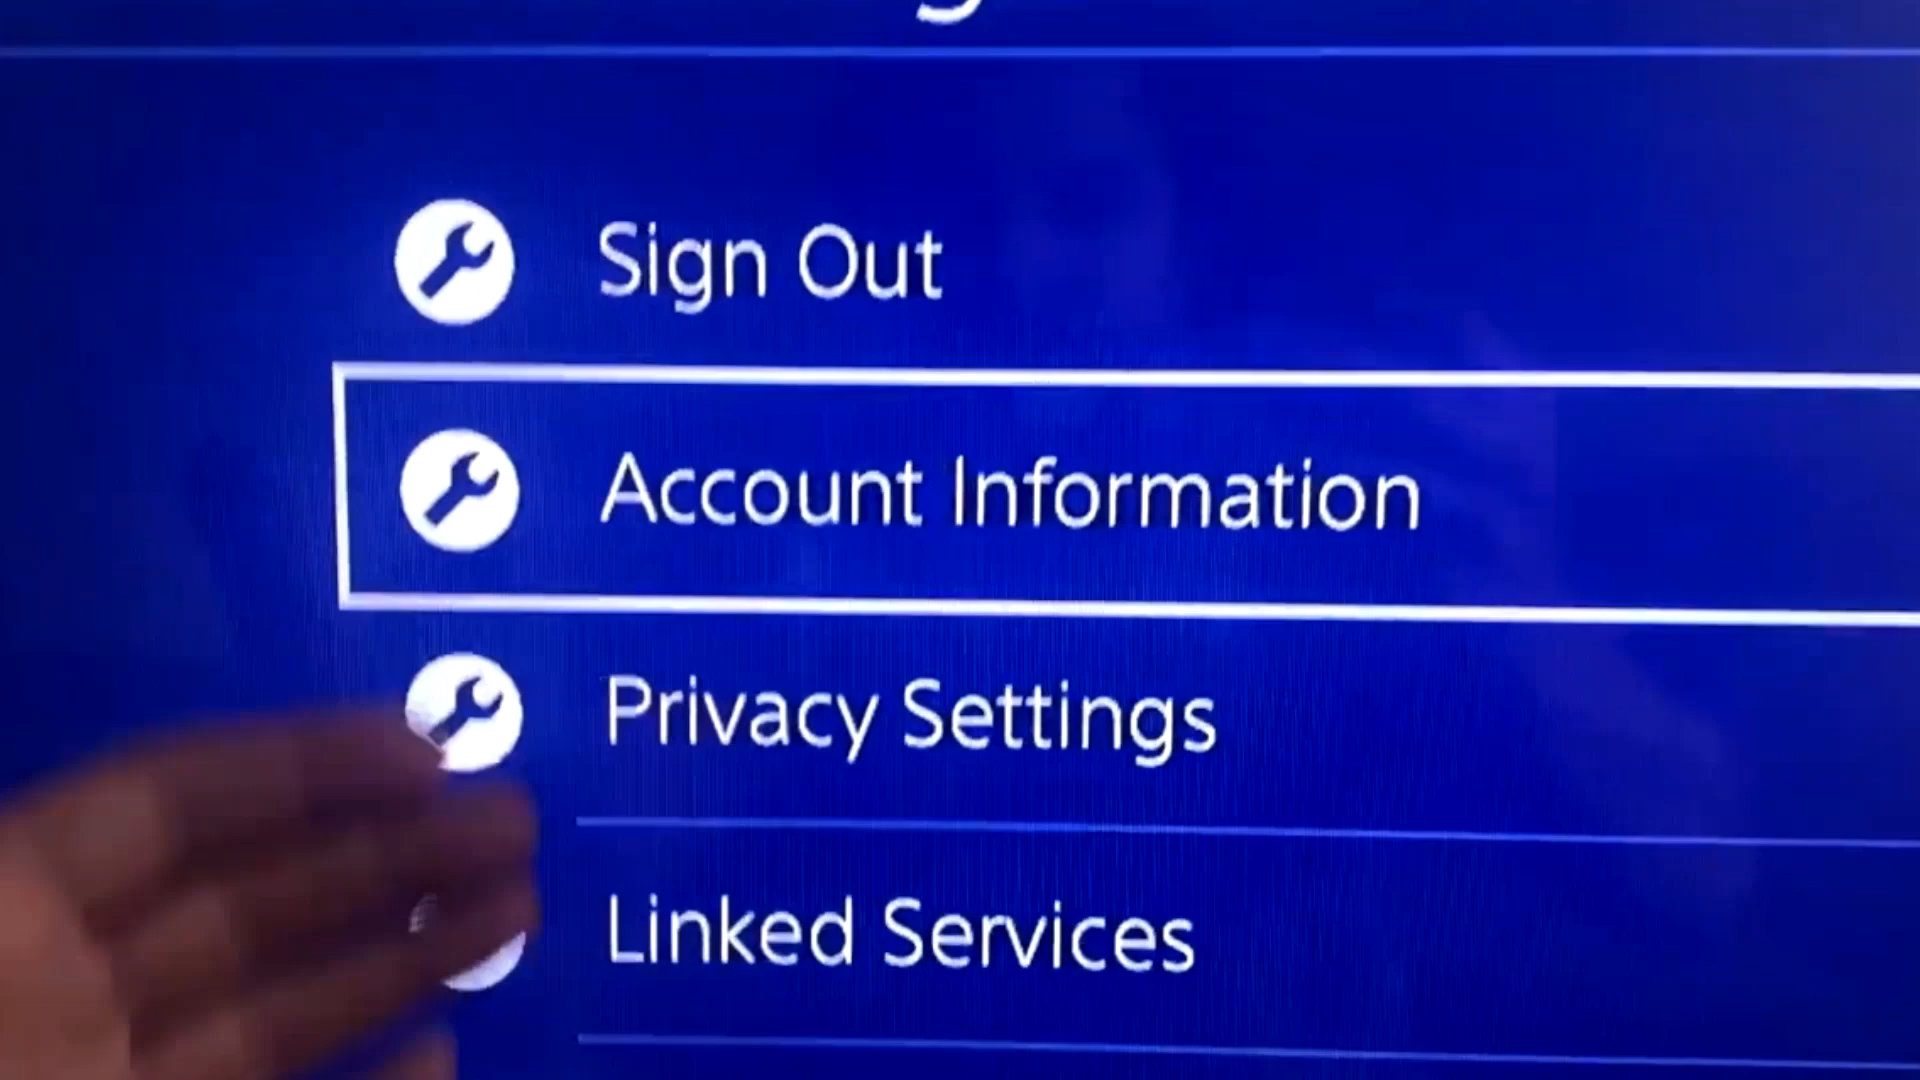 Sign Out
Account Information
Privacy Settings
Linked Services